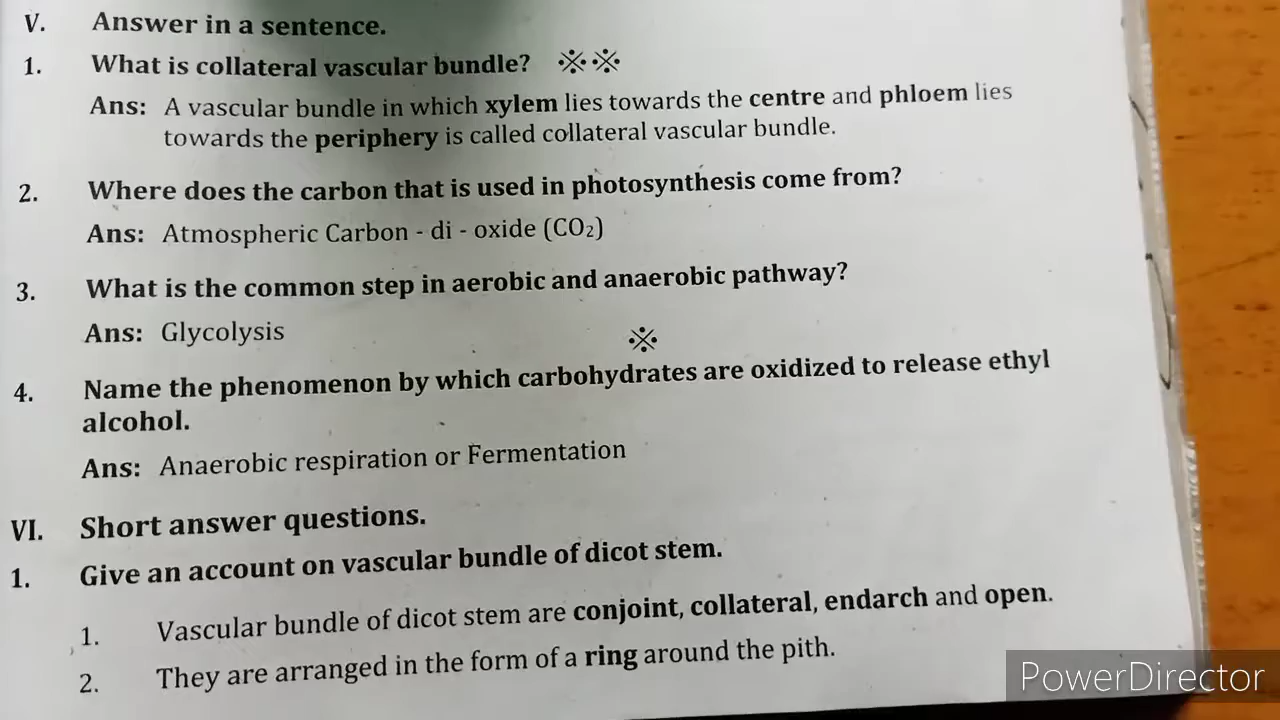 V. Answer in a sentence.
1. What is collateral vascular bundle? ※※
Ans: A vascular bundle in which xylem lies towards the centre and phloem lies
towards the periphery is called collateral vascular bundle.
2. Where does the carbon that is used in photosynthesis come from?
Ans: Atmospheric Carbon - di - oxide (CO₂)
3. What is the common step in aerobic and anaerobic pathway?
Ans: Glycolysis
※
4. Name the phenomenon by which carbohydrates are oxidized to release ethyl
alcohol.
Ans: Anaerobic respiration or Fermentation
VI. Short answer questions.
1. Give an account on vascular bundle of dicot stem.
1. Vascular bundle of dicot stem are conjoint, collateral, endarch and open.
2. They are arranged in the form of a ring around the pith.
PowerDirector